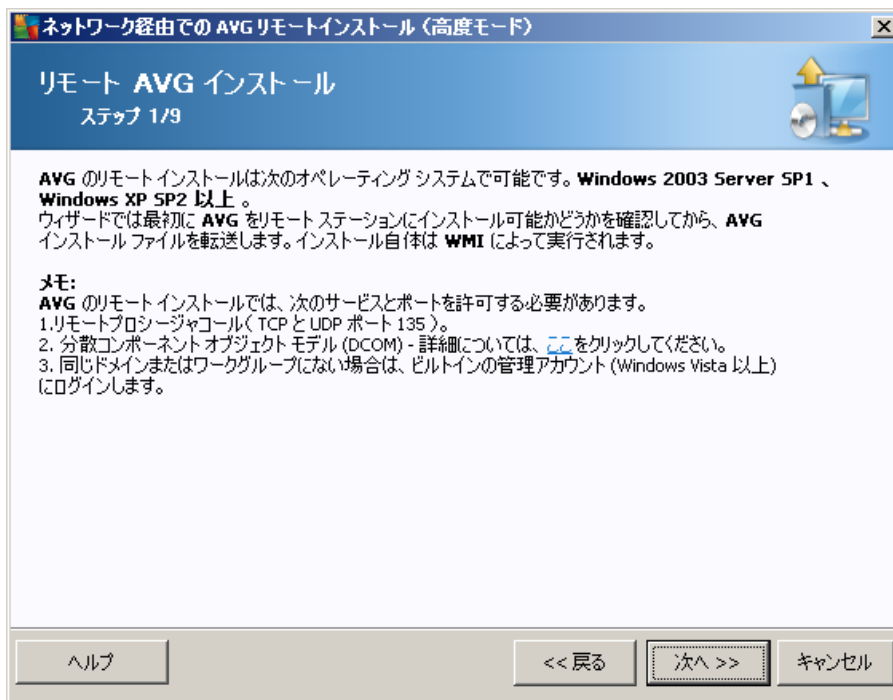 ネットワーク経由での AVG リモートインストール（高度モード）
リモート AVG インストール
ステップ 1/9
AVG のリモート インストールは次のオペレーティング システムで可能です。Windows 2003 Server SP1 、
Windows XP SP2 以上 。
ウィザードでは最初に AVG をリモート ステーションにインストール可能かどうかを確認してから、AVG
インストール ファイルを転送します。インストール自体は WMI によって実行されます。
メモ:
AVG のリモート インストールでは、次のサービスとポートを許可する必要があります。
1.リモートプロシージャコール（ TCP と UDP ポート 135 ）。
2. 分散コンポーネント オブジェクト モデル (DCOM) - 詳細については、ここをクリックしてください。
3. 同じドメインまたはワークグループにない場合は、ビルトインの管理アカウント (Windows Vista 以上)
にログインします。
ヘルプ
<< 戻る
次へ >>
キャンセル